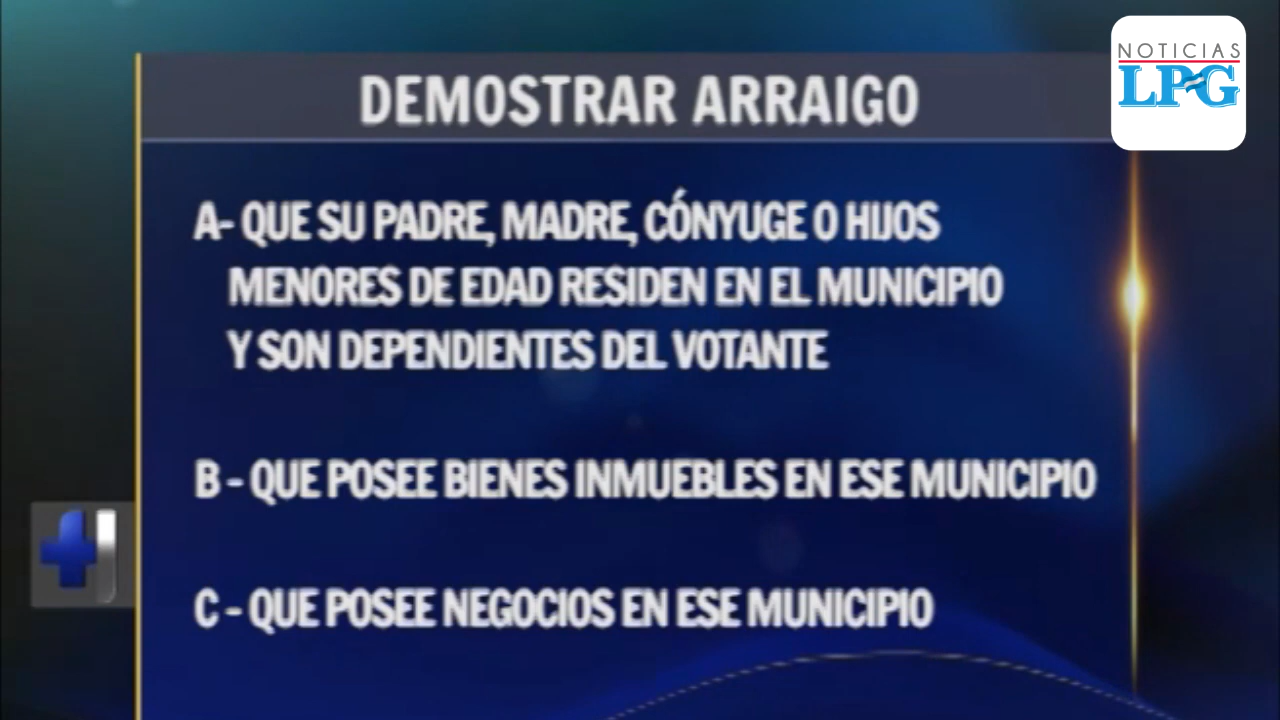 NOTICIAS
LPG
DEMOSTRAR ARRAIGO
A- QUE SU PADRE, MADRE, CÓNYUGE O HIJOS
MENORES DE EDAD RESIDEN EN EL MUNICIPIO
Y SON DEPENDIENTES DEL VOTANTE
B - QUE POSEE BIENES INMUEBLES EN ESE MUNICIPIO
C - QUE POSEE NEGOCIOS EN ESE MUNICIPIO